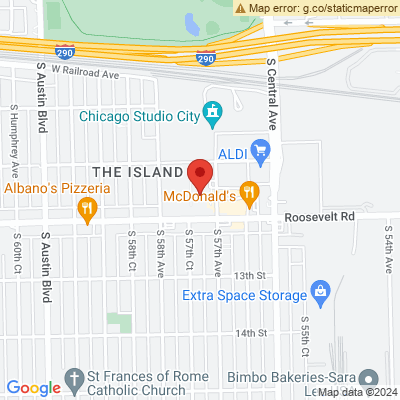 Map error: g.co/staticmaperror
290
290
W Railroad Ave
S Austin Blvd
S Humphrey Ave
S Central Ave
Chicago Studio City
ALDI
THE ISLAND
McDonald's
Albano's Pizzeria
Roosevelt Rd
S 60th Ct
S Austin Blvd
S 58th Ct
S 58th Ave
S 57th Ct
S 57th Ave
S 54th Ave
13th St
Extra Space Storage
S 55th Ct
14th St
St Frances of Rome
Catholic Church
Bimbo Bakeries-Sara
Le
Google
Map data ©2024